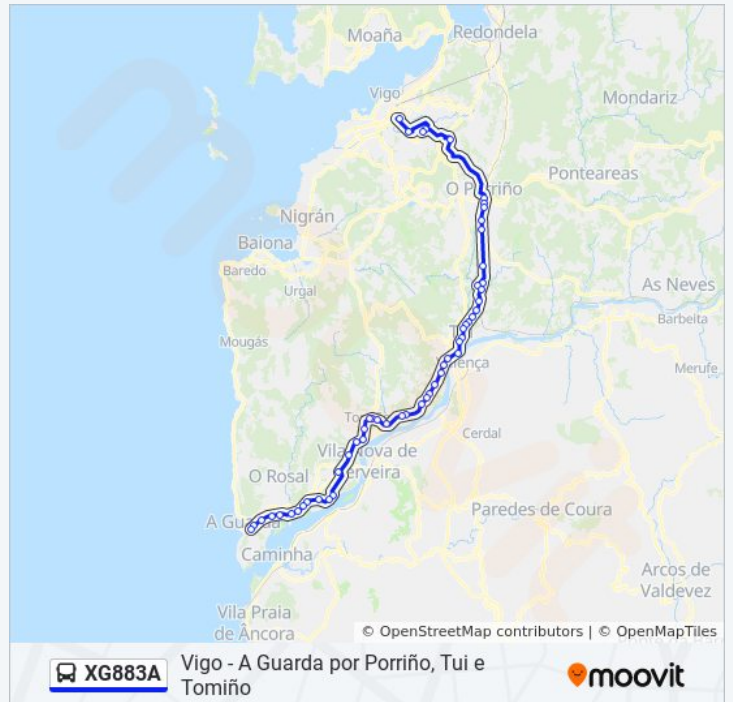 Moaña
Redondela
Vigo
Mondariz
O Porriño
Ponteareas
Nigrán
Baiona
Baredo
Urgal
As Neves
Barbeita
Mougás
Merufe
Cerdal
Vila Nova de
Cerveira
O Rosal
A Guarda
Paredes de Coura
Caminha
Arcos de
Valdevez
Vila Praia
de Âncora
© OpenStreetMap contributors | © OpenMapTiles
XG883A
Vigo - A Guarda por Porriño, Tui e
Tomiño
moovit